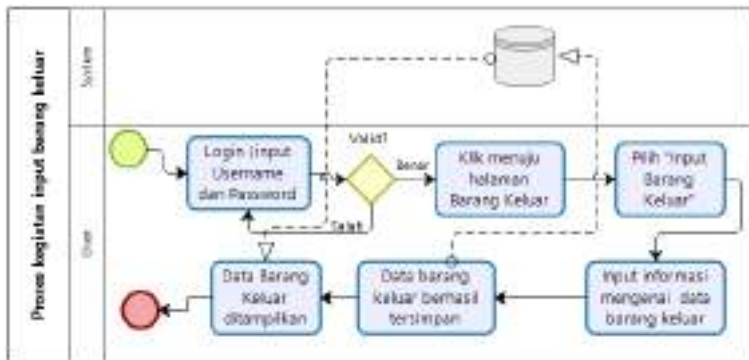 Proses kegiatan input barang keluar
System
User
Login (input
Username
dan Password
Valid?
Benar
Salah
Klik menuju
halaman
Barang Keluar
Pilih "Input
Barang
Keluar"
Data Barang
Keluar
ditampilkan
Data barang
keluar berhasil
tersimpan
Input informasi
mengenai data
barang keluar